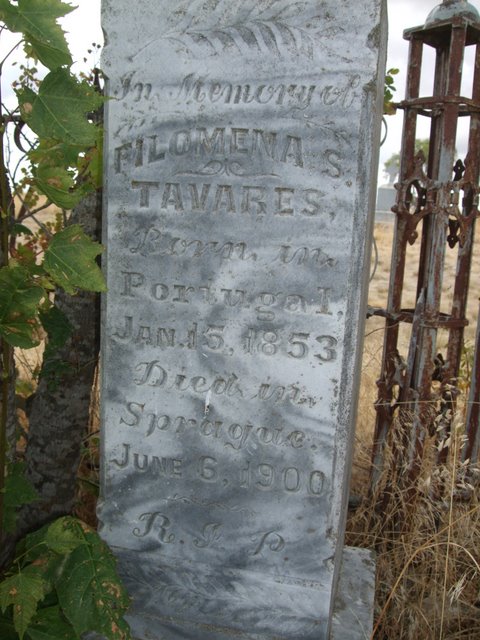 In Memory of
FILOMENA S.
TAVARES,
Born in
Portugal,
JAN. 15, 1853
Died in
Sprague
JUNE 6, 1900
R. I. P.